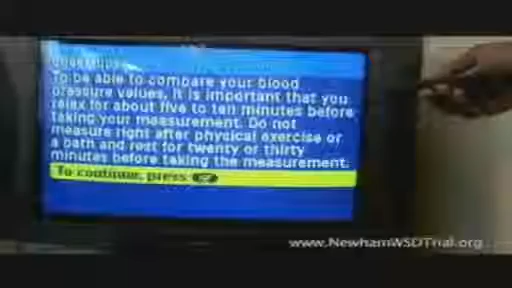 To be able to compare your blood
pressure values, it is important that you
relax for about five to ten minutes before
taking your measurement. Do not
measure right after physical exercise or
a bath and rest for twenty or thirty
minutes before taking the measurement.
To continue, press
www.NewhamWSDTrial.org